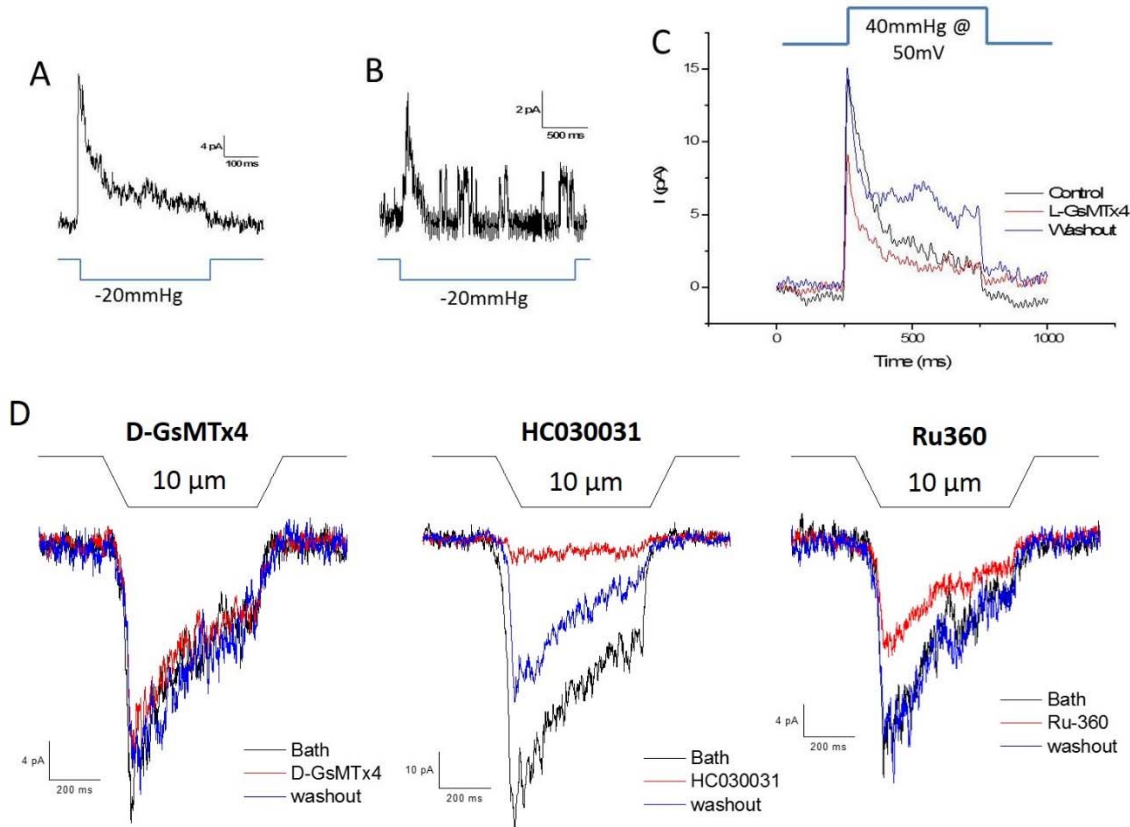 A
4 pA
100 ms
-20mmHg
B
2 pA
500 ms
-20mmHg
C
40mmHg @
50mV
15
10
5
0
I (pA)
Control
L-GsMTx4
Washout
0
500
1000
Time (ms)
D
D-GsMTx4
10 µm
4 pA
200 ms
Bath
D-GsMTx4
washout
HC030031
10 µm
10 pA
200 ms
Bath
HC030031
washout
Ru360
10 µm
4 pA
200 ms
Bath
Ru-360
washout